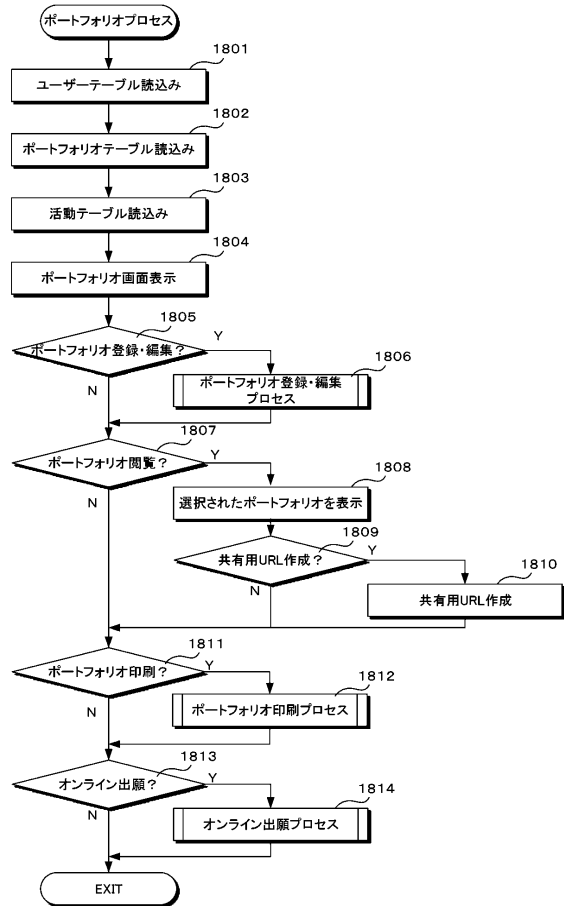 ポートフォリオプロセス
1801
ユーザーテーブル読込み
1802
ポートフォリオテーブル読込み
1803
活動テーブル読込み
1804
ポートフォリオ画面表示
1805
ポートフォリオ登録・編集？
Y
N
1806
ポートフォリオ登録・編集
プロセス
1807
ポートフォリオ閲覧？
Y
N
1808
選択されたポートフォリオを表示
1809
共有用URL作成？
Y
N
1810
共有用URL作成
1811
ポートフォリオ印刷？
Y
N
1812
ポートフォリオ印刷プロセス
1813
オンライン出願？
Y
N
1814
オンライン出願プロセス
EXIT